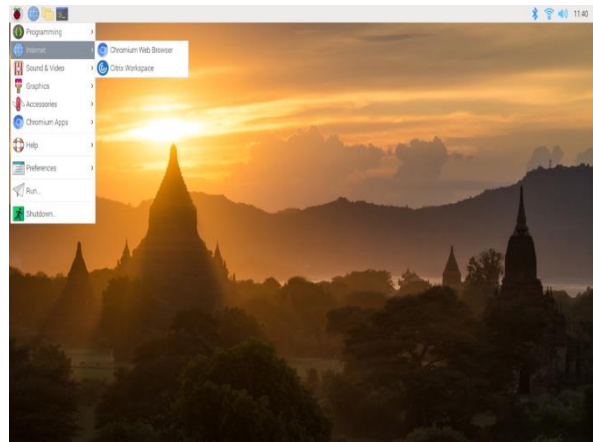 11:40
Programming
Internet
Chromium Web Browser
Sound & Video
Citrix Workspace
Graphics
Accessories
Chromium Apps
Help
Preferences
Run...
Shutdown...